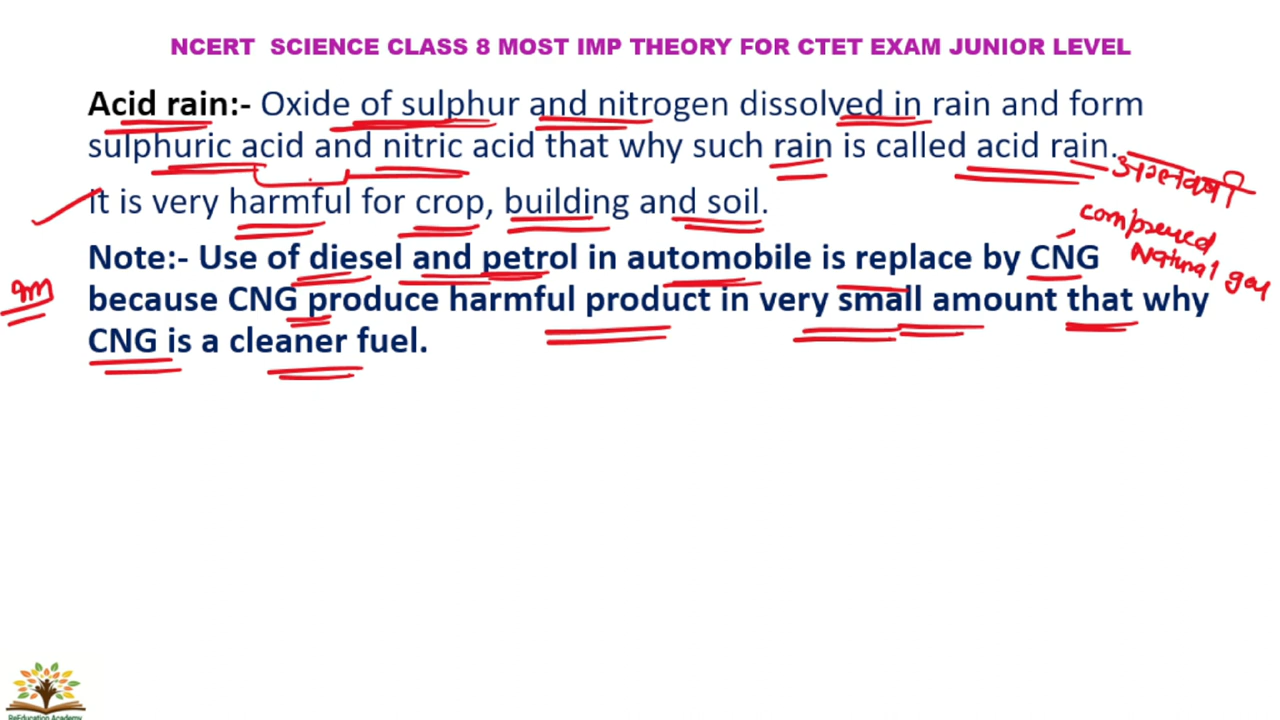 NCERT SCIENCE CLASS 8 MOST IMP THEORY FOR CTET EXAM JUNIOR LEVEL
Acid rain:- Oxide of sulphur and nitrogen dissolved in rain and form
sulphuric acid and nitric acid that why such rain is called acid rain.
It is very harmful for crop, building and soil.
Note:- Use of diesel and petrol in automobile is replace by CNG
compressed
Natural gas
because CNG produce harmful product in very small amount that why
CNG is a cleaner fuel.
ReEducation Academy